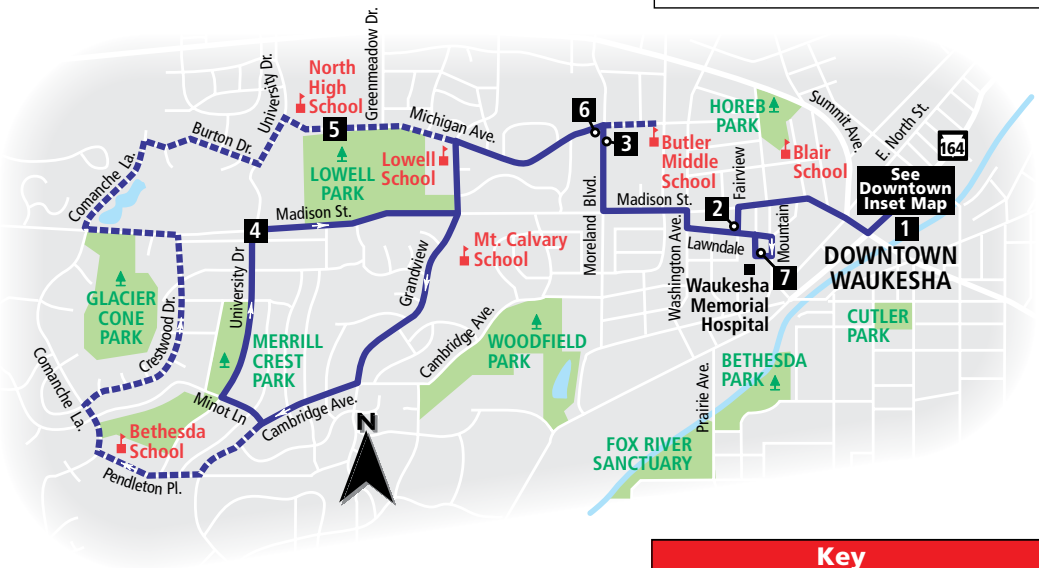 North
High
School
University Dr.
Greenmeadow Dr.
5
Burton Dr.
Michigan Ave.
Lowell
School
LOWELL
PARK
Comanche La.
Madison St.
4
University Dr
Grandview
Mt. Calvary
School
GLACIER
CONE
PARK
Crestwood Dr.
MERRILL
CREST
PARK
Minot Ln
Comanche La.
Bethesda
School
Pendleton Pl.
Cambridge Ave.
Cambridge Ave.
N
WOODFIELD
PARK
6
3
Butler
Middle
School
Moreland Blvd.
Madison St.
HOREB
PARK
Summit Ave.
E. North St.
164
Fairview
Blair
School
See
Downtown
Inset Map
1
DOWNTOWN
WAUKESHA
2
Washington Ave.
Lawndale
Mountain
7
Waukesha
Memorial
Hospital
CUTLER
PARK
BETHESDA
PARK
Prairie Ave.
FOX RIVER
SANCTUARY
Key